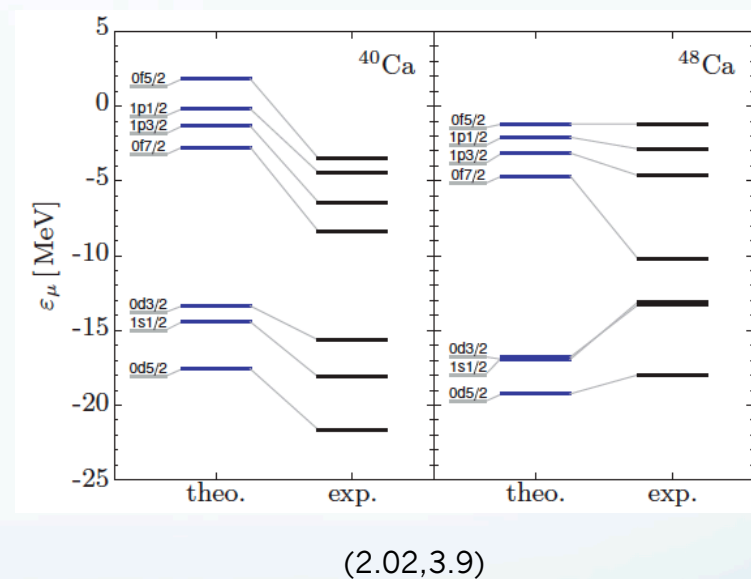 5
0
-5
-10
-15
-20
-25
εμ [MeV]
⁴⁰Ca
0f5/2
1p1/2
1p3/2
0f7/2
0d3/2
1s1/2
0d5/2
theo. exp.
⁴⁸Ca
0f5/2
1p1/2
1p3/2
0f7/2
0d3/2
1s1/2
0d5/2
theo. exp.
(2.02,3.9)